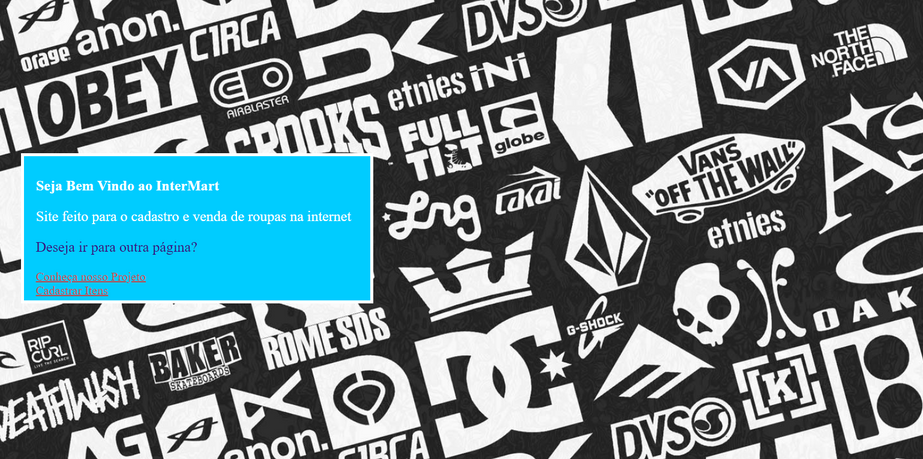 orage
anon.
C1RCA
DVS
THE
NORTH
FACE
OBEY
AIRBLASTER
etnies
iNi
VA
CROOKS
FULL
TILT
globe
VANS
"OFF THE WALL"
Seja Bem Vindo ao InterMart
Site feito para o cadastro e venda de roupas na internet
Deseja ir para outra página?
Conheça nosso Projeto
Cadastrar Itens
Lrg
lakai
etnies
OAK
G-SHOCK
RIP
CURL
LIVE THE SEARCH
BAKER
SKATEBOARDS
ROME SDS
DC
DEATHWISH
K
anon.
C1RCA
DVS